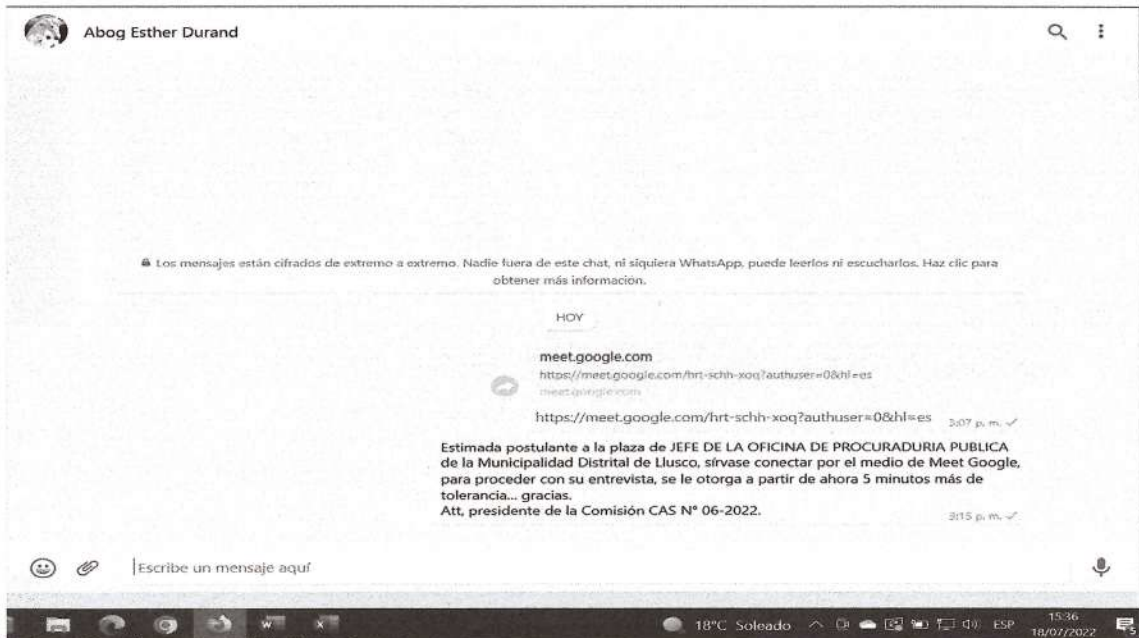 Abog Esther Durand
Los mensajes están cifrados de extremo a extremo. Nadie fuera de este chat, ni siquiera WhatsApp, puede leerlos ni escucharlos. Haz clic para
obtener más información.
HOY
meet.google.com
https://meet.google.com/hrt-schh-xoq?authuser=0&hl=es
meet.google.com
https://meet.google.com/hrt-schh-xoq?authuser=0&hl=es 3:07 p. m.
Estimada postulante a la plaza de JEFE DE LA OFICINA DE PROCURADURIA PUBLICA
de la Municipalidad Distrital de Llusco, sírvase conectar por el medio de Meet Google,
para proceder con su entrevista, se le otorga a partir de ahora 5 minutos más de
tolerancia... gracias.
Att, presidente de la Comisión CAS N° 06-2022.
3:15 p. m.
Escribe un mensaje aquí
18°C Soleado ESP 15:36
18/07/2022